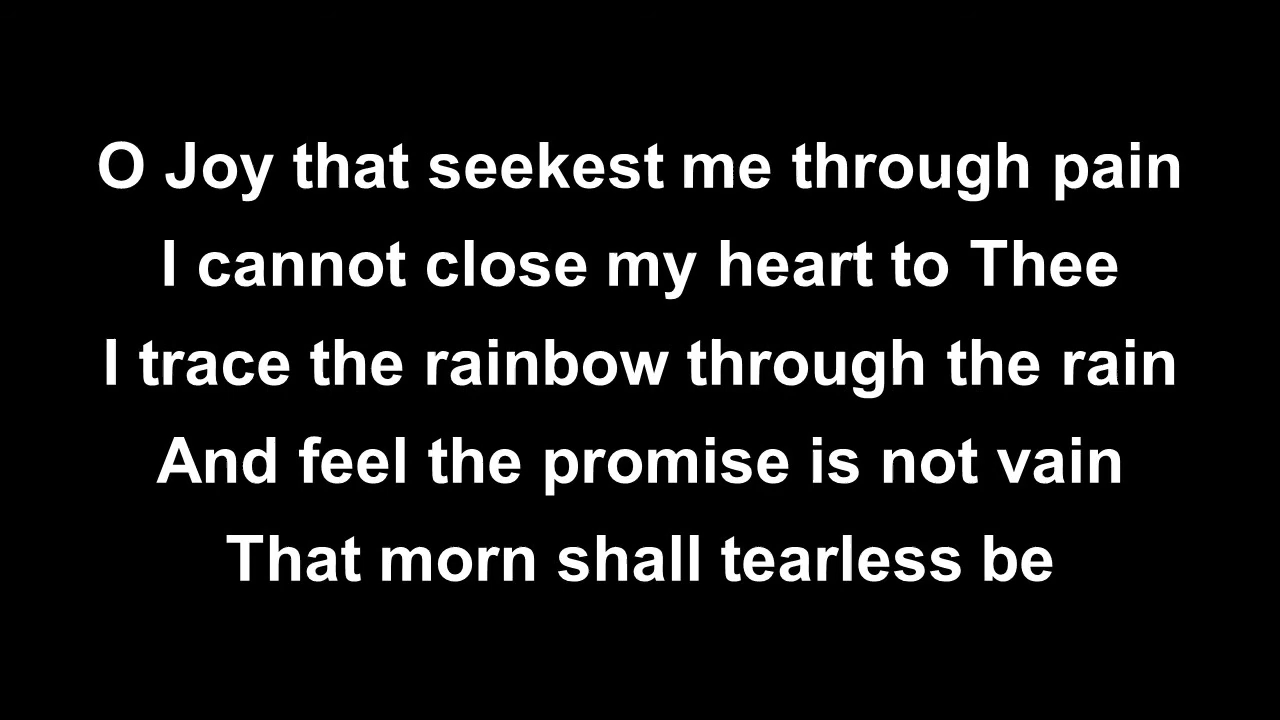 O Joy that seekest me through pain
I cannot close my heart to Thee
I trace the rainbow through the rain
And feel the promise is not vain
That morn shall tearless be